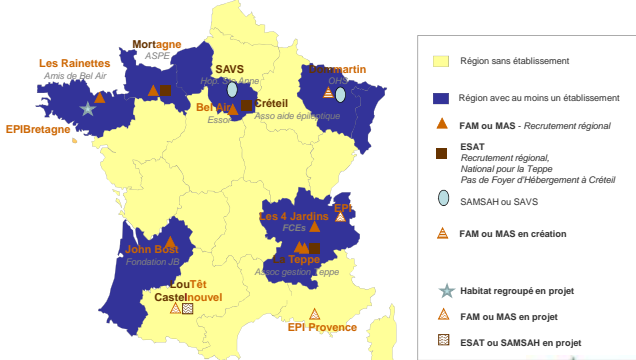 Mortagne
ASPE
Les Rainettes
Amis de Bel Air
SAVS
Hop. Ste Anne
Dommartin
OHS
Bel Air
Essor
Créteil
Asso aide épileptique
EPIBretagne
EPI
Les 4 Jardins
FCEs
John Bost
Fondation JB
La Teppe
Assoc gestion Teppe
LouTêt
Castelnouvel
EPI Provence
Région sans établissement
Région avec au moins un établissement
FAM ou MAS - Recrutement régional
ESAT
Recrutement régional,
National pour la Teppe
Pas de Foyer d'Hébergement à Créteil
SAMSAH ou SAVS
FAM ou MAS en création
Habitat regroupé en projet
FAM ou MAS en projet
ESAT ou SAMSAH en projet